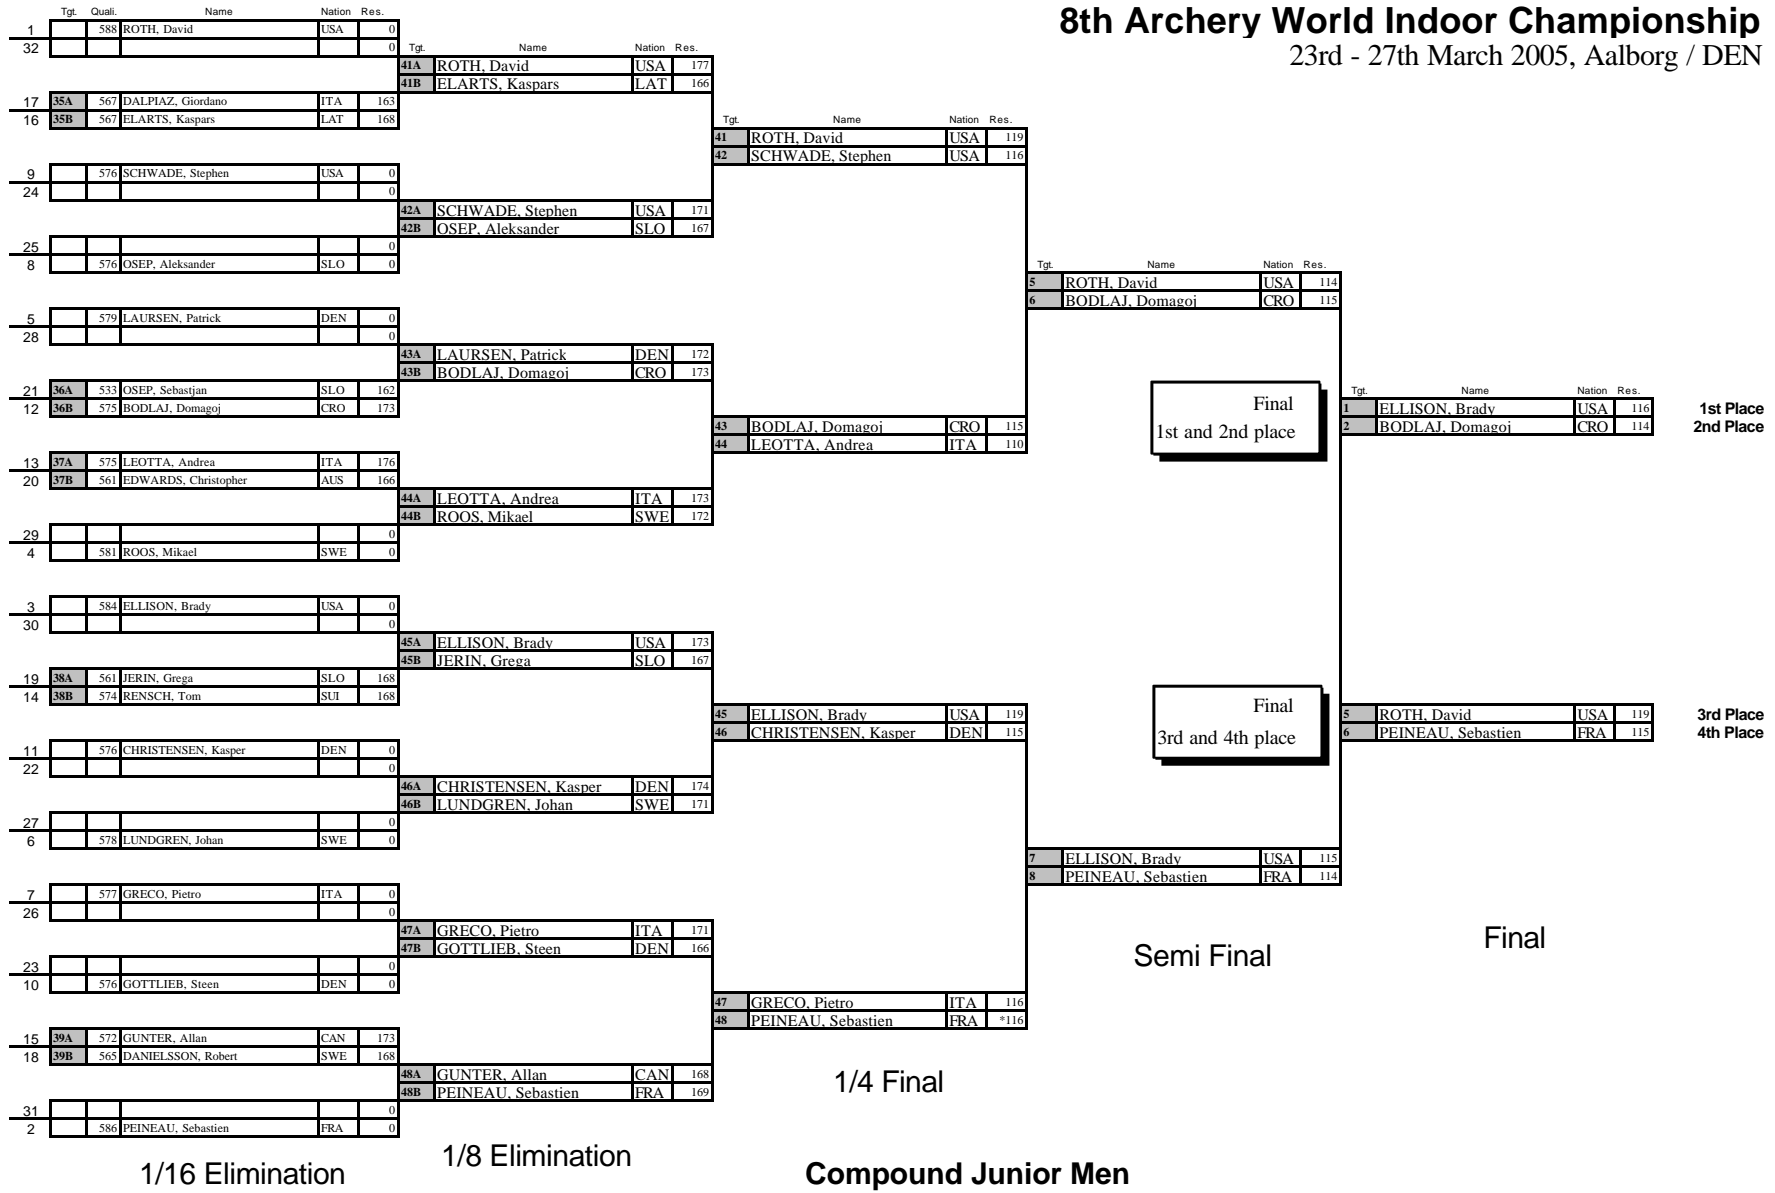 8th Archery World Indoor Championship
23rd - 27th March 2005, Aalborg / DEN
Tgt. Quali. Name Nation Res.
1 588 ROTH, David USA 0
32 0
17 35A 567 DALPIAZ, Giordano ITA 163
16 35B 567 ELARTS, Kaspars LAT 168
9 576 SCHWADE, Stephen USA 0
24 0
25 0
8 576 OSEP, Aleksander SLO 0
5 579 LAURSEN, Patrick DEN 0
28 0
21 36A 533 OSEP, Sebastjan SLO 162
12 36B 575 BODLAJ, Domagoj CRO 173
13 37A 575 LEOTTA, Andrea ITA 176
20 37B 561 EDWARDS, Christopher AUS 166
29 0
4 581 ROOS, Mikael SWE 0
3 584 ELLISON, Brady USA 0
30 0
19 38A 561 JERIN, Grega SLO 168
14 38B 574 RENSCH, Tom SUI 168
11 576 CHRISTENSEN, Kasper DEN 0
22 0
27 0
6 578 LUNDGREN, Johan SWE 0
7 577 GRECO, Pietro ITA 0
26 0
23 0
10 576 GOTTLIEB, Steen DEN 0
15 39A 572 GUNTER, Allan CAN 173
18 39B 565 DANIELSSON, Robert SWE 168
31 0
2 586 PEINEAU, Sebastien FRA 0
1/16 Elimination
Tgt. Name Nation Res.
41A ROTH, David USA 177
41B ELARTS, Kaspars LAT 166
42A SCHWADE, Stephen USA 171
42B OSEP, Aleksander SLO 167
43A LAURSEN, Patrick DEN 172
43B BODLAJ, Domagoj CRO 173
44A LEOTTA, Andrea ITA 173
44B ROOS, Mikael SWE 172
45A ELLISON, Brady USA 173
45B JERIN, Grega SLO 167
46A CHRISTENSEN, Kasper DEN 174
46B LUNDGREN, Johan SWE 171
47A GRECO, Pietro ITA 171
47B GOTTLIEB, Steen DEN 166
48A GUNTER, Allan CAN 168
48B PEINEAU, Sebastien FRA 169
1/8 Elimination
Tgt. Name Nation Res.
41 ROTH, David USA 119
42 SCHWADE, Stephen USA 116
43 BODLAJ, Domagoj CRO 115
44 LEOTTA, Andrea ITA 110
45 ELLISON, Brady USA 119
46 CHRISTENSEN, Kasper DEN 115
47 GRECO, Pietro ITA 116
48 PEINEAU, Sebastien FRA *116
1/4 Final
Tgt. Name Nation Res.
5 ROTH, David USA 114
6 BODLAJ, Domagoj CRO 115
7 ELLISON, Brady USA 115
8 PEINEAU, Sebastien FRA 114
Semi Final
Final
1st and 2nd place
Tgt. Name Nation Res.
1 ELLISON, Brady USA 116 1st Place
2 BODLAJ, Domagoj CRO 114 2nd Place
Final
3rd and 4th place
5 ROTH, David USA 119 3rd Place
6 PEINEAU, Sebastien FRA 115 4th Place
Final
Compound Junior Men